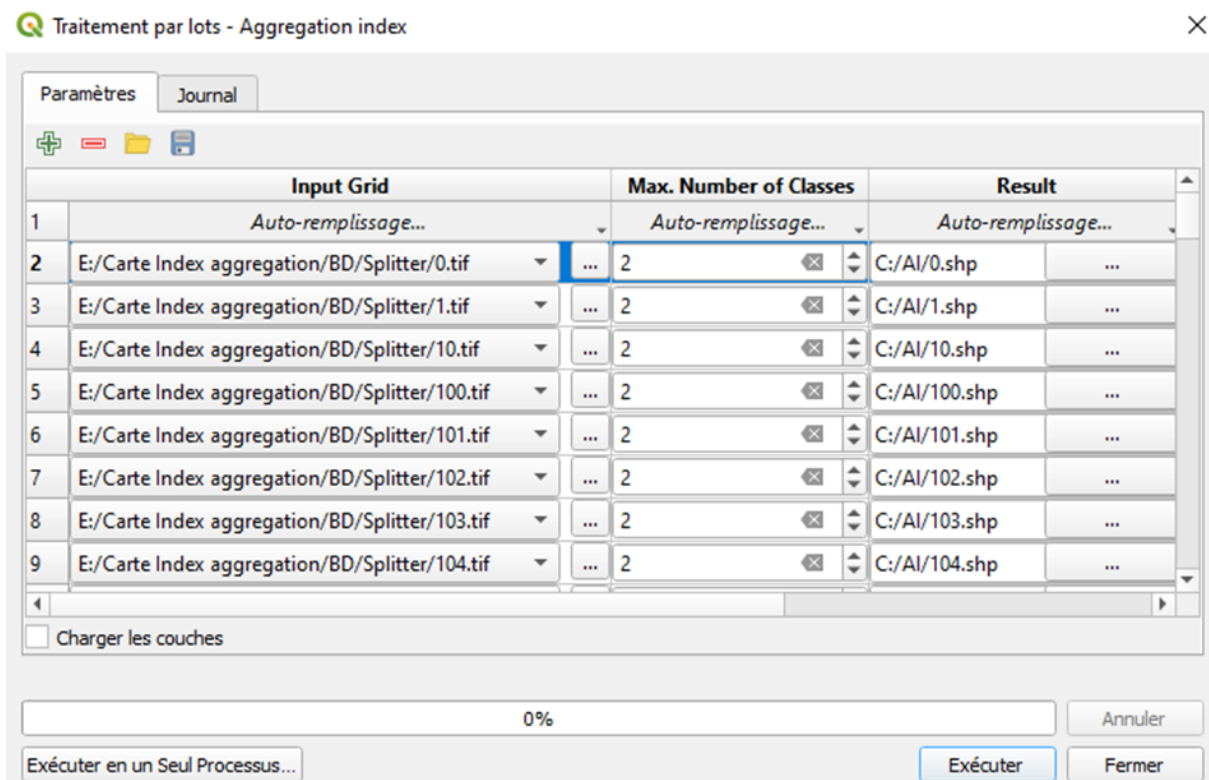 Traitement par lots - Aggregation index
Paramètres Journal
Input Grid Max. Number of Classes Result
1 Auto-remplissage... Auto-remplissage... Auto-remplissage...
2 E:/Carte Index aggregation/BD/Splitter/0.tif ... 2 C:/AI/0.shp ...
3 E:/Carte Index aggregation/BD/Splitter/1.tif ... 2 C:/AI/1.shp ...
4 E:/Carte Index aggregation/BD/Splitter/10.tif ... 2 C:/AI/10.shp ...
5 E:/Carte Index aggregation/BD/Splitter/100.tif ... 2 C:/AI/100.shp ...
6 E:/Carte Index aggregation/BD/Splitter/101.tif ... 2 C:/AI/101.shp ...
7 E:/Carte Index aggregation/BD/Splitter/102.tif ... 2 C:/AI/102.shp ...
8 E:/Carte Index aggregation/BD/Splitter/103.tif ... 2 C:/AI/103.shp ...
9 E:/Carte Index aggregation/BD/Splitter/104.tif ... 2 C:/AI/104.shp ...
Charger les couches
0% Annuler
Exécuter en un Seul Processus... Exécuter Fermer